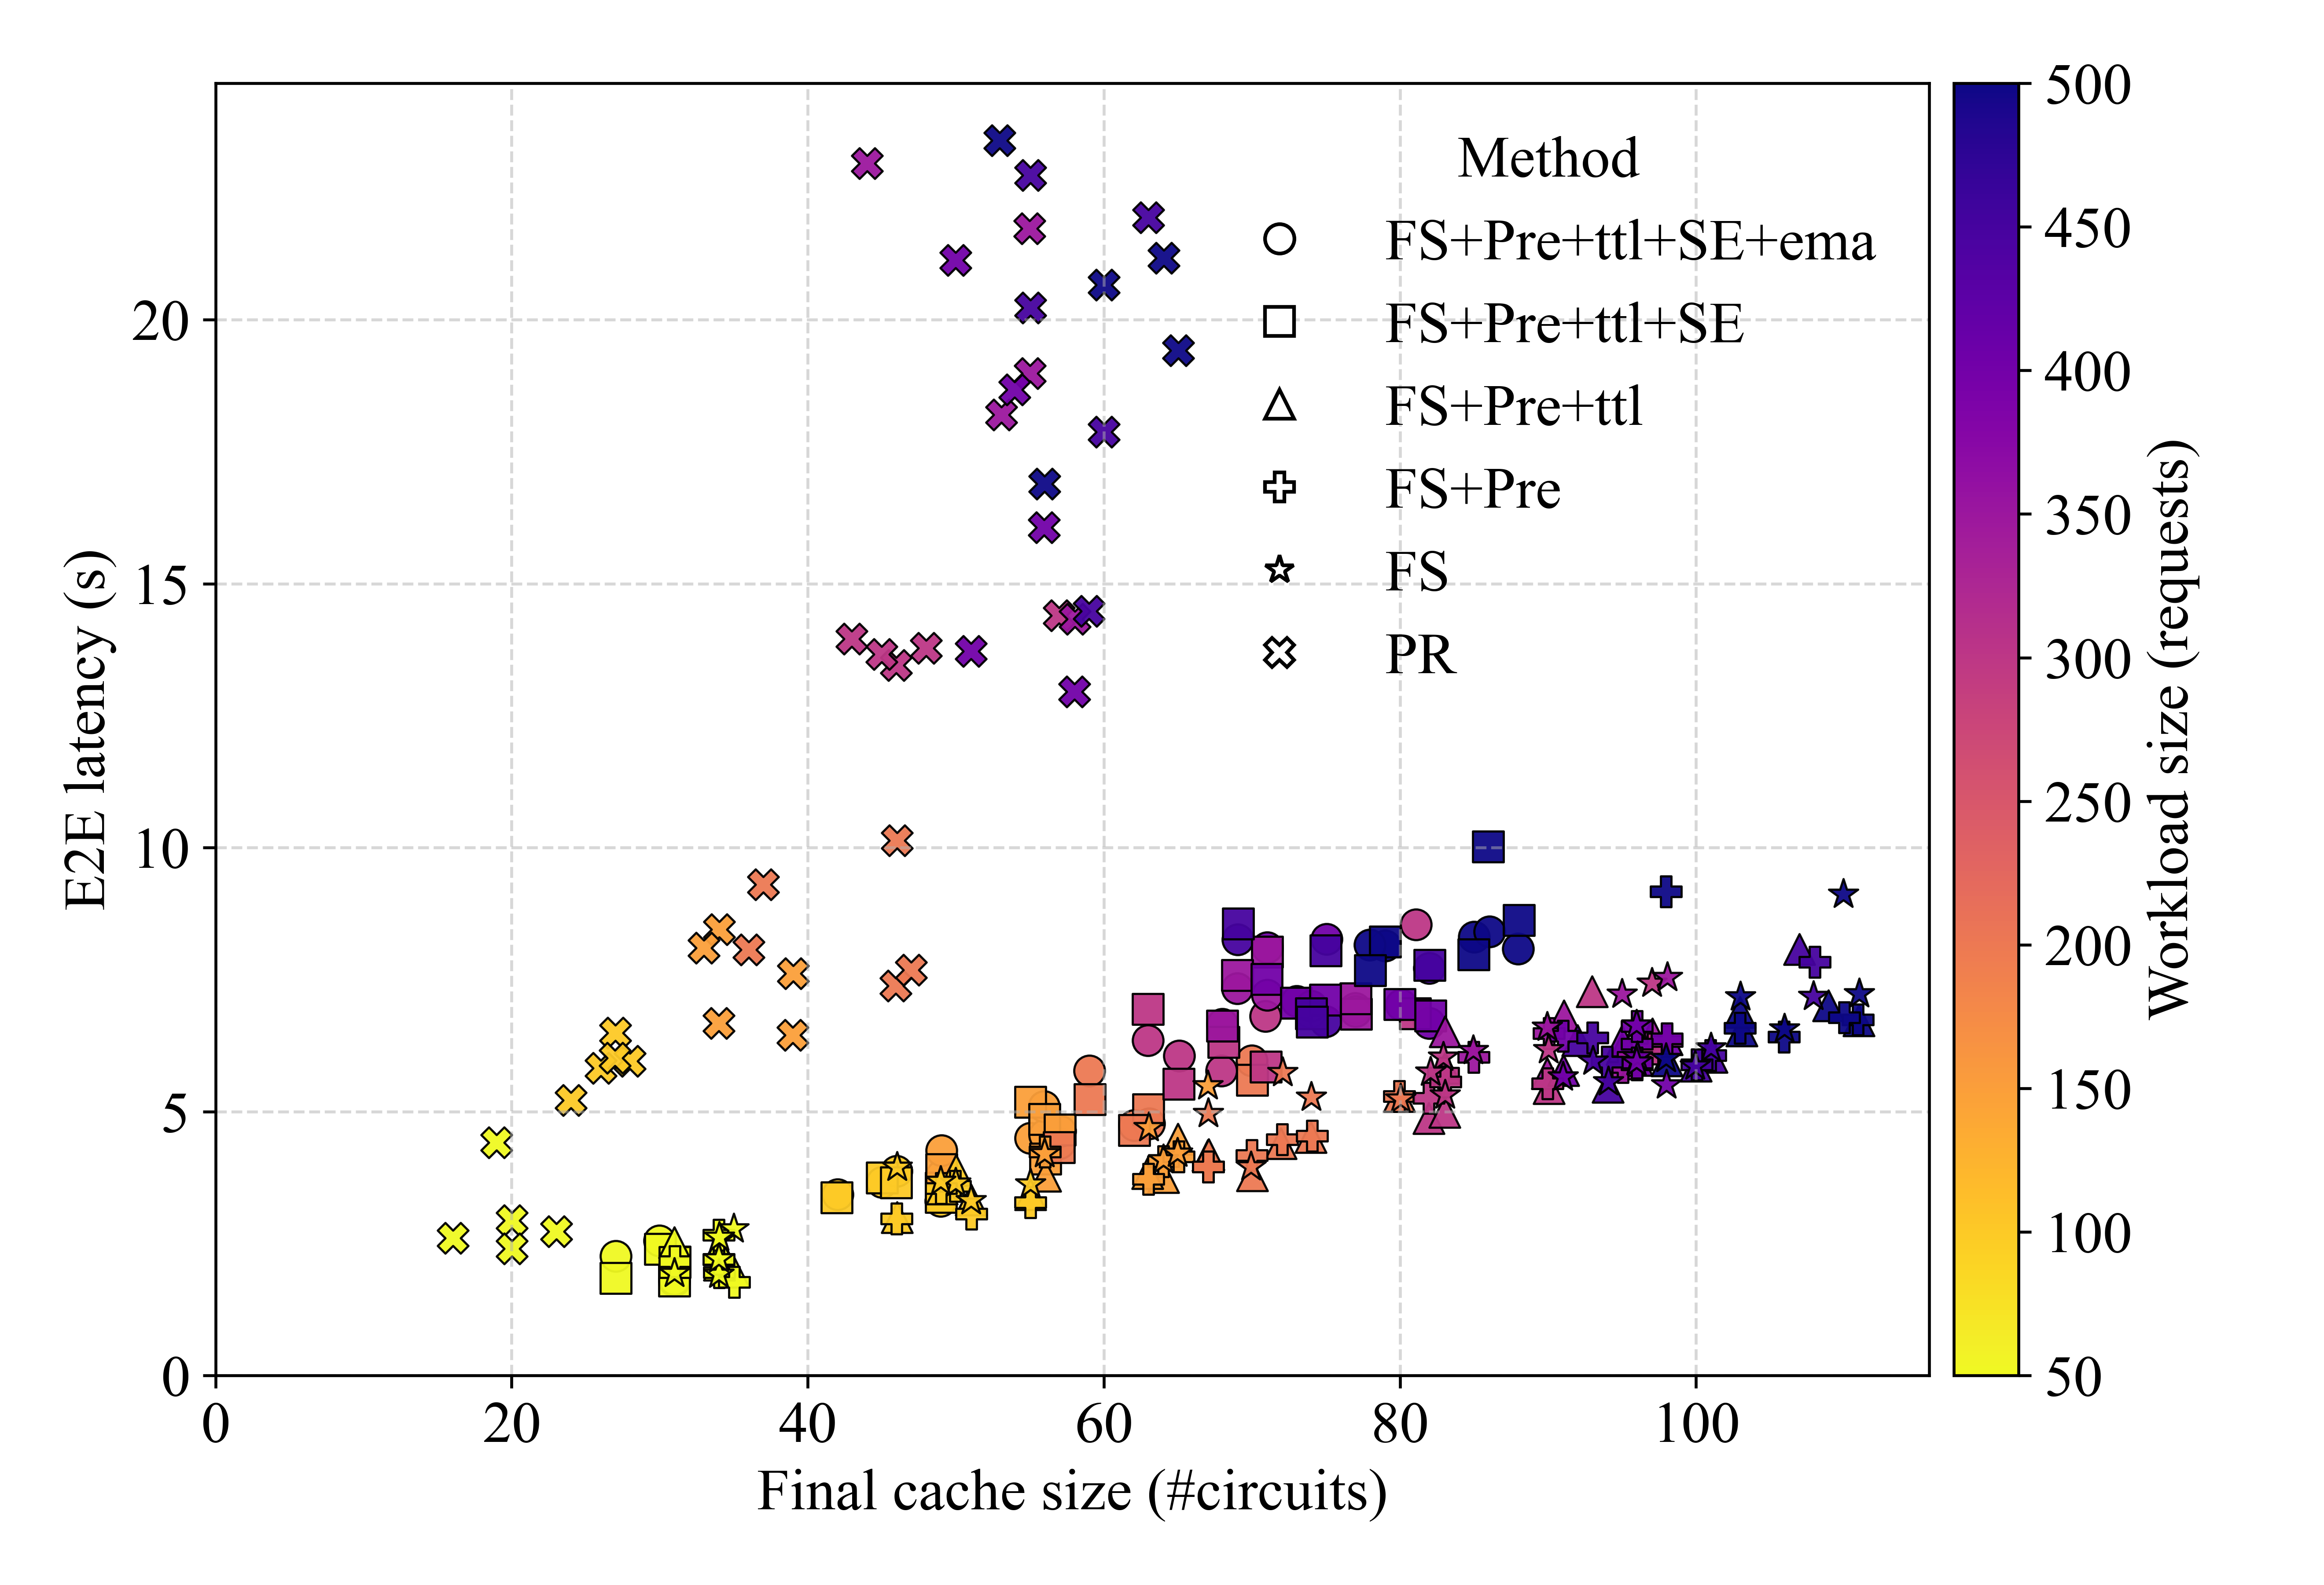 Method
FS+Pre+ttl+SE+ema
FS+Pre+ttl+SE
FS+Pre+ttl
FS+Pre
FS
PR
E2E latency (s)
20
15
10
5
0
0 20 40 60 80 100
Final cache size (#circuits)
500
450
400
350
300
250
200
150
100
50
Workload size (requests)